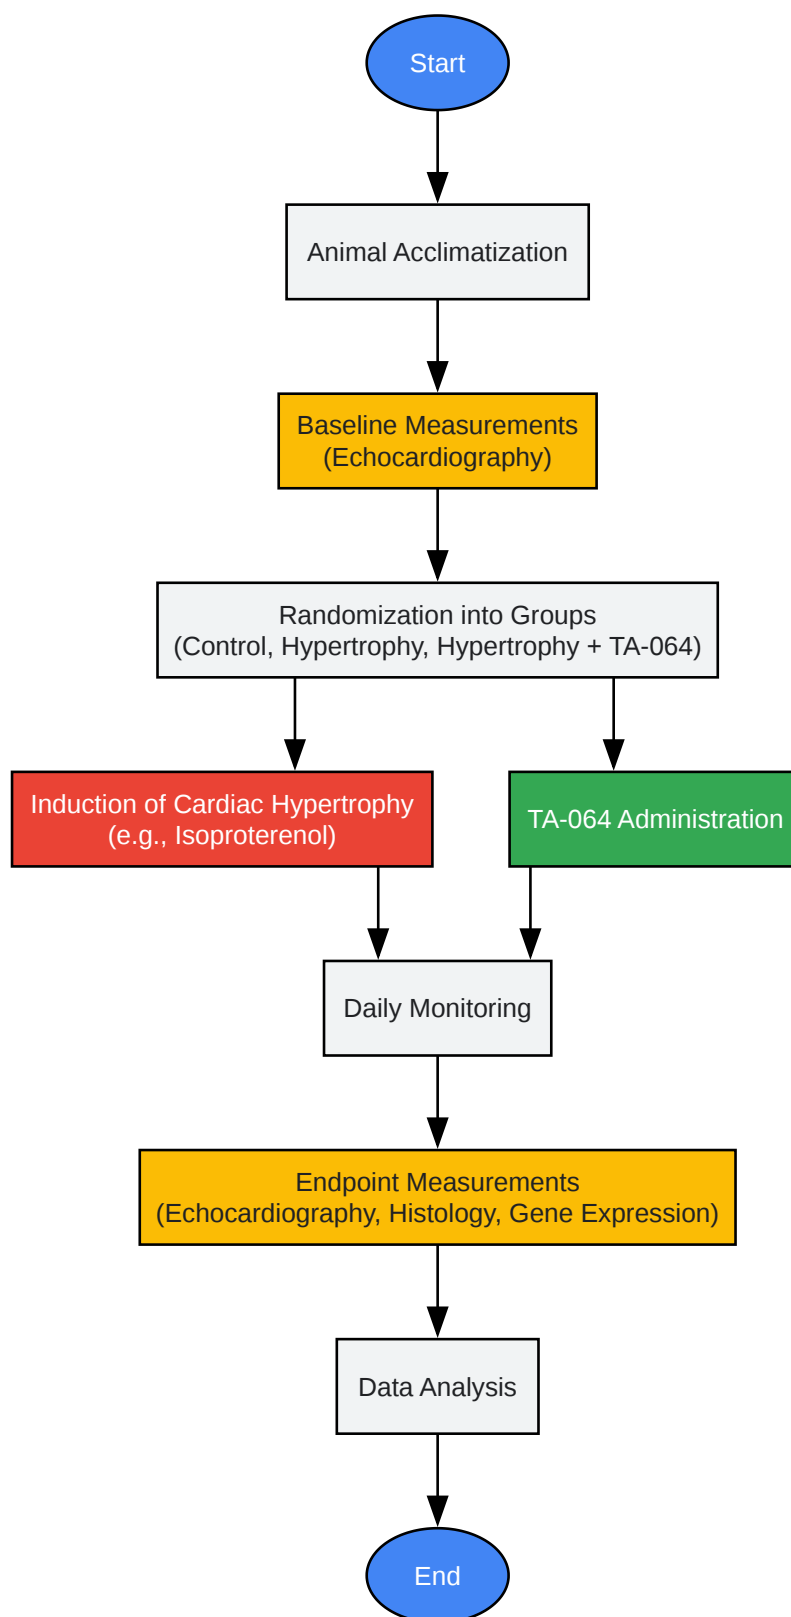 Start
Animal Acclimatization
Baseline Measurements
(Echocardiography)
Randomization into Groups
(Control, Hypertrophy, Hypertrophy + TA-064)
Induction of Cardiac Hypertrophy
(e.g., Isoproterenol)
TA-064 Administration
Daily Monitoring
Endpoint Measurements
(Echocardiography, Histology, Gene Expression)
Data Analysis
End